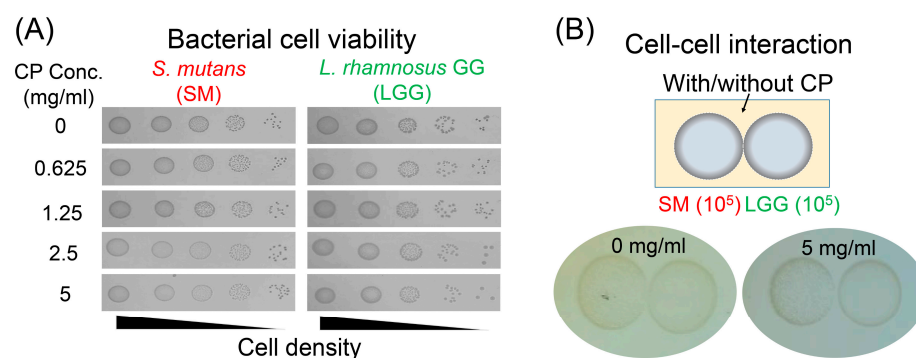 (A)
Bacterial cell viability
CP Conc.
(mg/ml)
S. mutans
(SM)
L. rhamnosus GG
(LGG)
0
0.625
1.25
2.5
5
Cell density
(B)
Cell-cell interaction
With/without CP
SM (10⁵) LGG (10⁵)
0 mg/ml
5 mg/ml